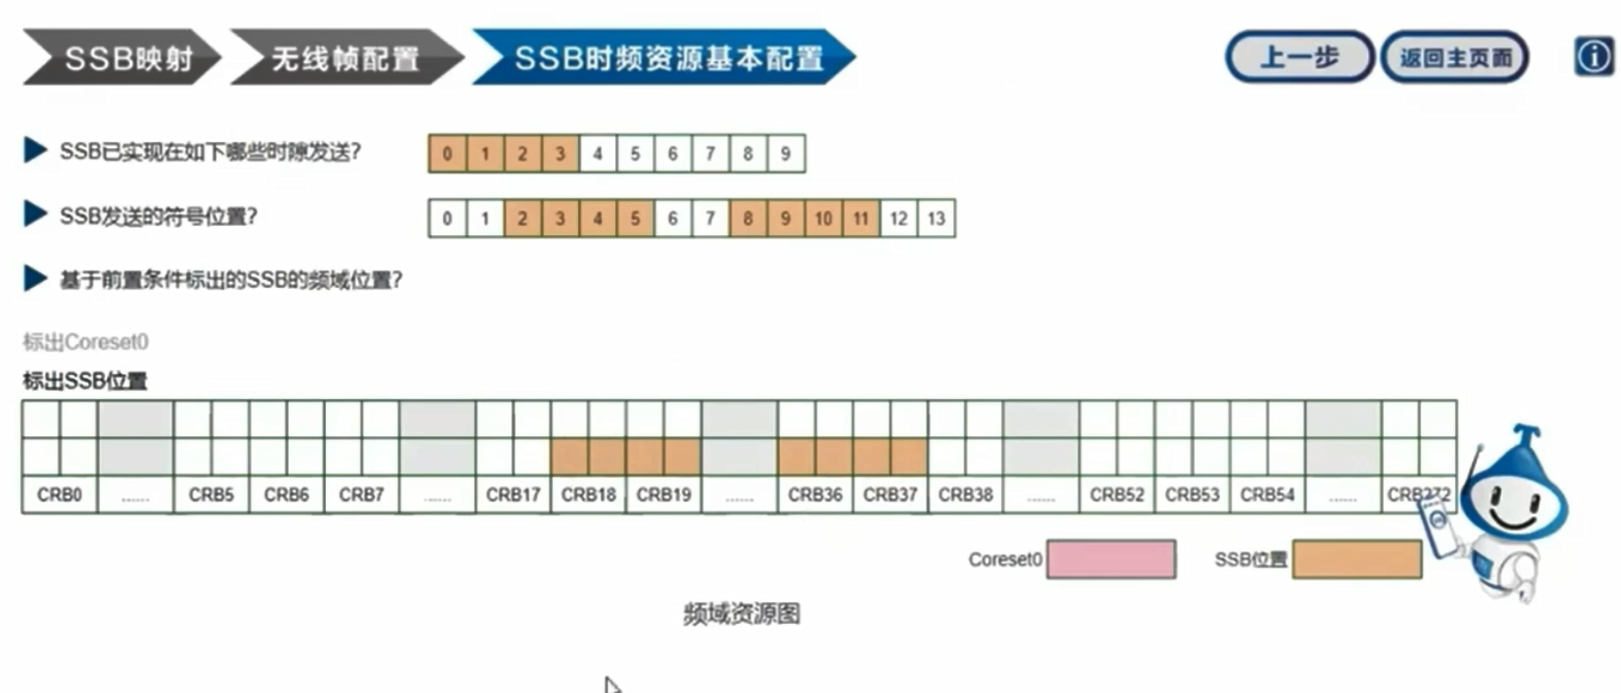 SSB映射 无线帧配置 SSB时频资源基本配置 上一步 返回主页面
SSB已实现在如下哪些时隙发送? 0 1 2 3 4 5 6 7 8 9
SSB发送的符号位置? 0 1 2 3 4 5 6 7 8 9 10 11 12 13
基于前置条件标出的SSB的频域位置?
标出Coreset0
标出SSB位置
CRB0 ...... CRB5 CRB6 CRB7 ...... CRB17 CRB18 CRB19 ...... CRB36 CRB37 CRB38 ...... CRB52 CRB53 CRB54 ...... CRB272
Coreset0 SSB位置
频域资源图